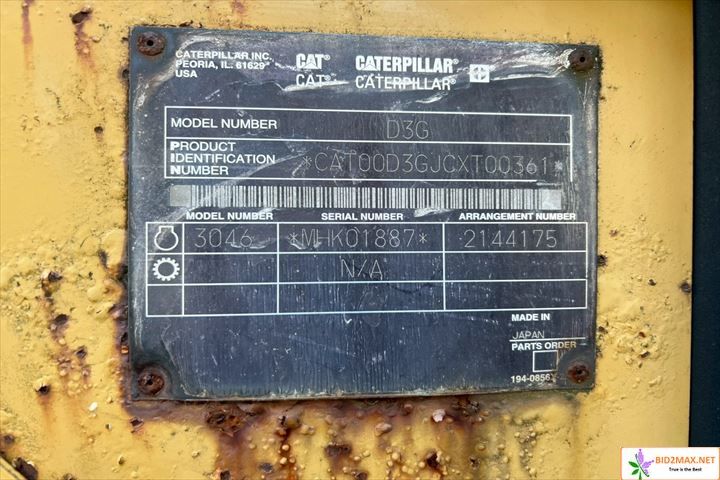 CATERPILLAR INC.
PEORIA, IL. 61629
USA
CAT® CATERPILLAR®
CAT® CATERPILLAR®
MODEL NUMBER D3G
PRODUCT
IDENTIFICATION
NUMBER *CAT00D3GJCXT00361*
MODEL NUMBER SERIAL NUMBER ARRANGEMENT NUMBER
3046 *MHK01887* 2144175
N/A
MADE IN
JAPAN
PARTS ORDER
BID2MAX.NET
True is the Best